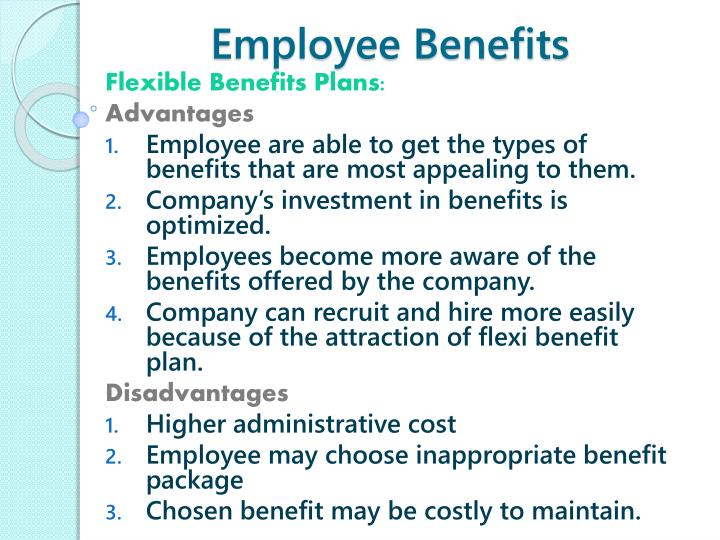 Employee Benefits
Flexible Benefits Plans:
Advantages
1. Employee are able to get the types of
benefits that are most appealing to them.
2. Company’s investment in benefits is
optimized.
3. Employees become more aware of the
benefits offered by the company.
4. Company can recruit and hire more easily
because of the attraction of flexi benefit
plan.
Disadvantages
1. Higher administrative cost
2. Employee may choose inappropriate benefit
package
3. Chosen benefit may be costly to maintain.